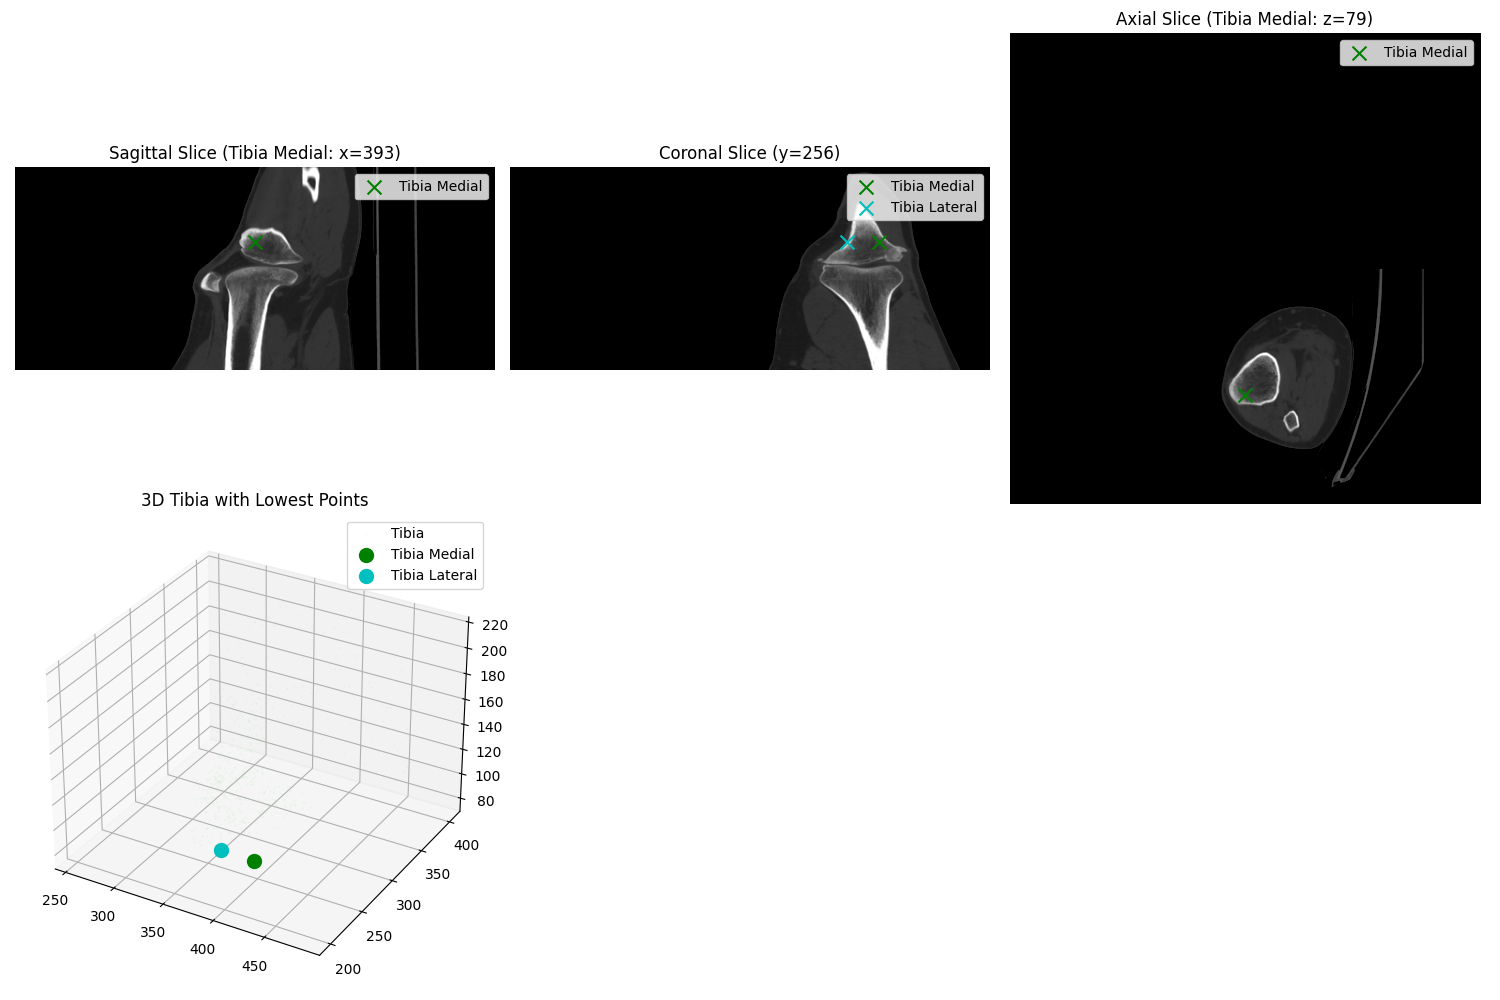 Axial Slice (Tibia Medial: z=79)
Tibia Medial
Sagittal Slice (Tibia Medial: x=393)
Tibia Medial
Coronal Slice (y=256)
Tibia Medial
Tibia Lateral
3D Tibia with Lowest Points
Tibia
Tibia Medial
Tibia Lateral
220
200
180
160
140
120
100
80
400
350
300
250
200
250
300
350
400
450